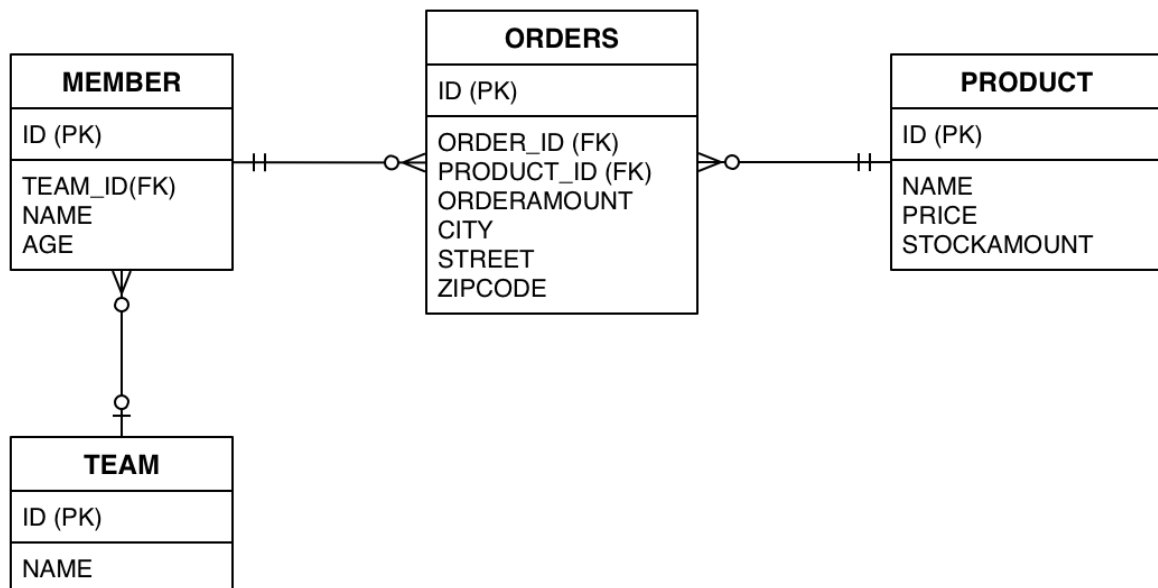 MEMBER
ID (PK)
TEAM_ID(FK)
NAME
AGE
ORDERS
ID (PK)
ORDER_ID (FK)
PRODUCT_ID (FK)
ORDERAMOUNT
CITY
STREET
ZIPCODE
PRODUCT
ID (PK)
NAME
PRICE
STOCKAMOUNT
TEAM
ID (PK)
NAME